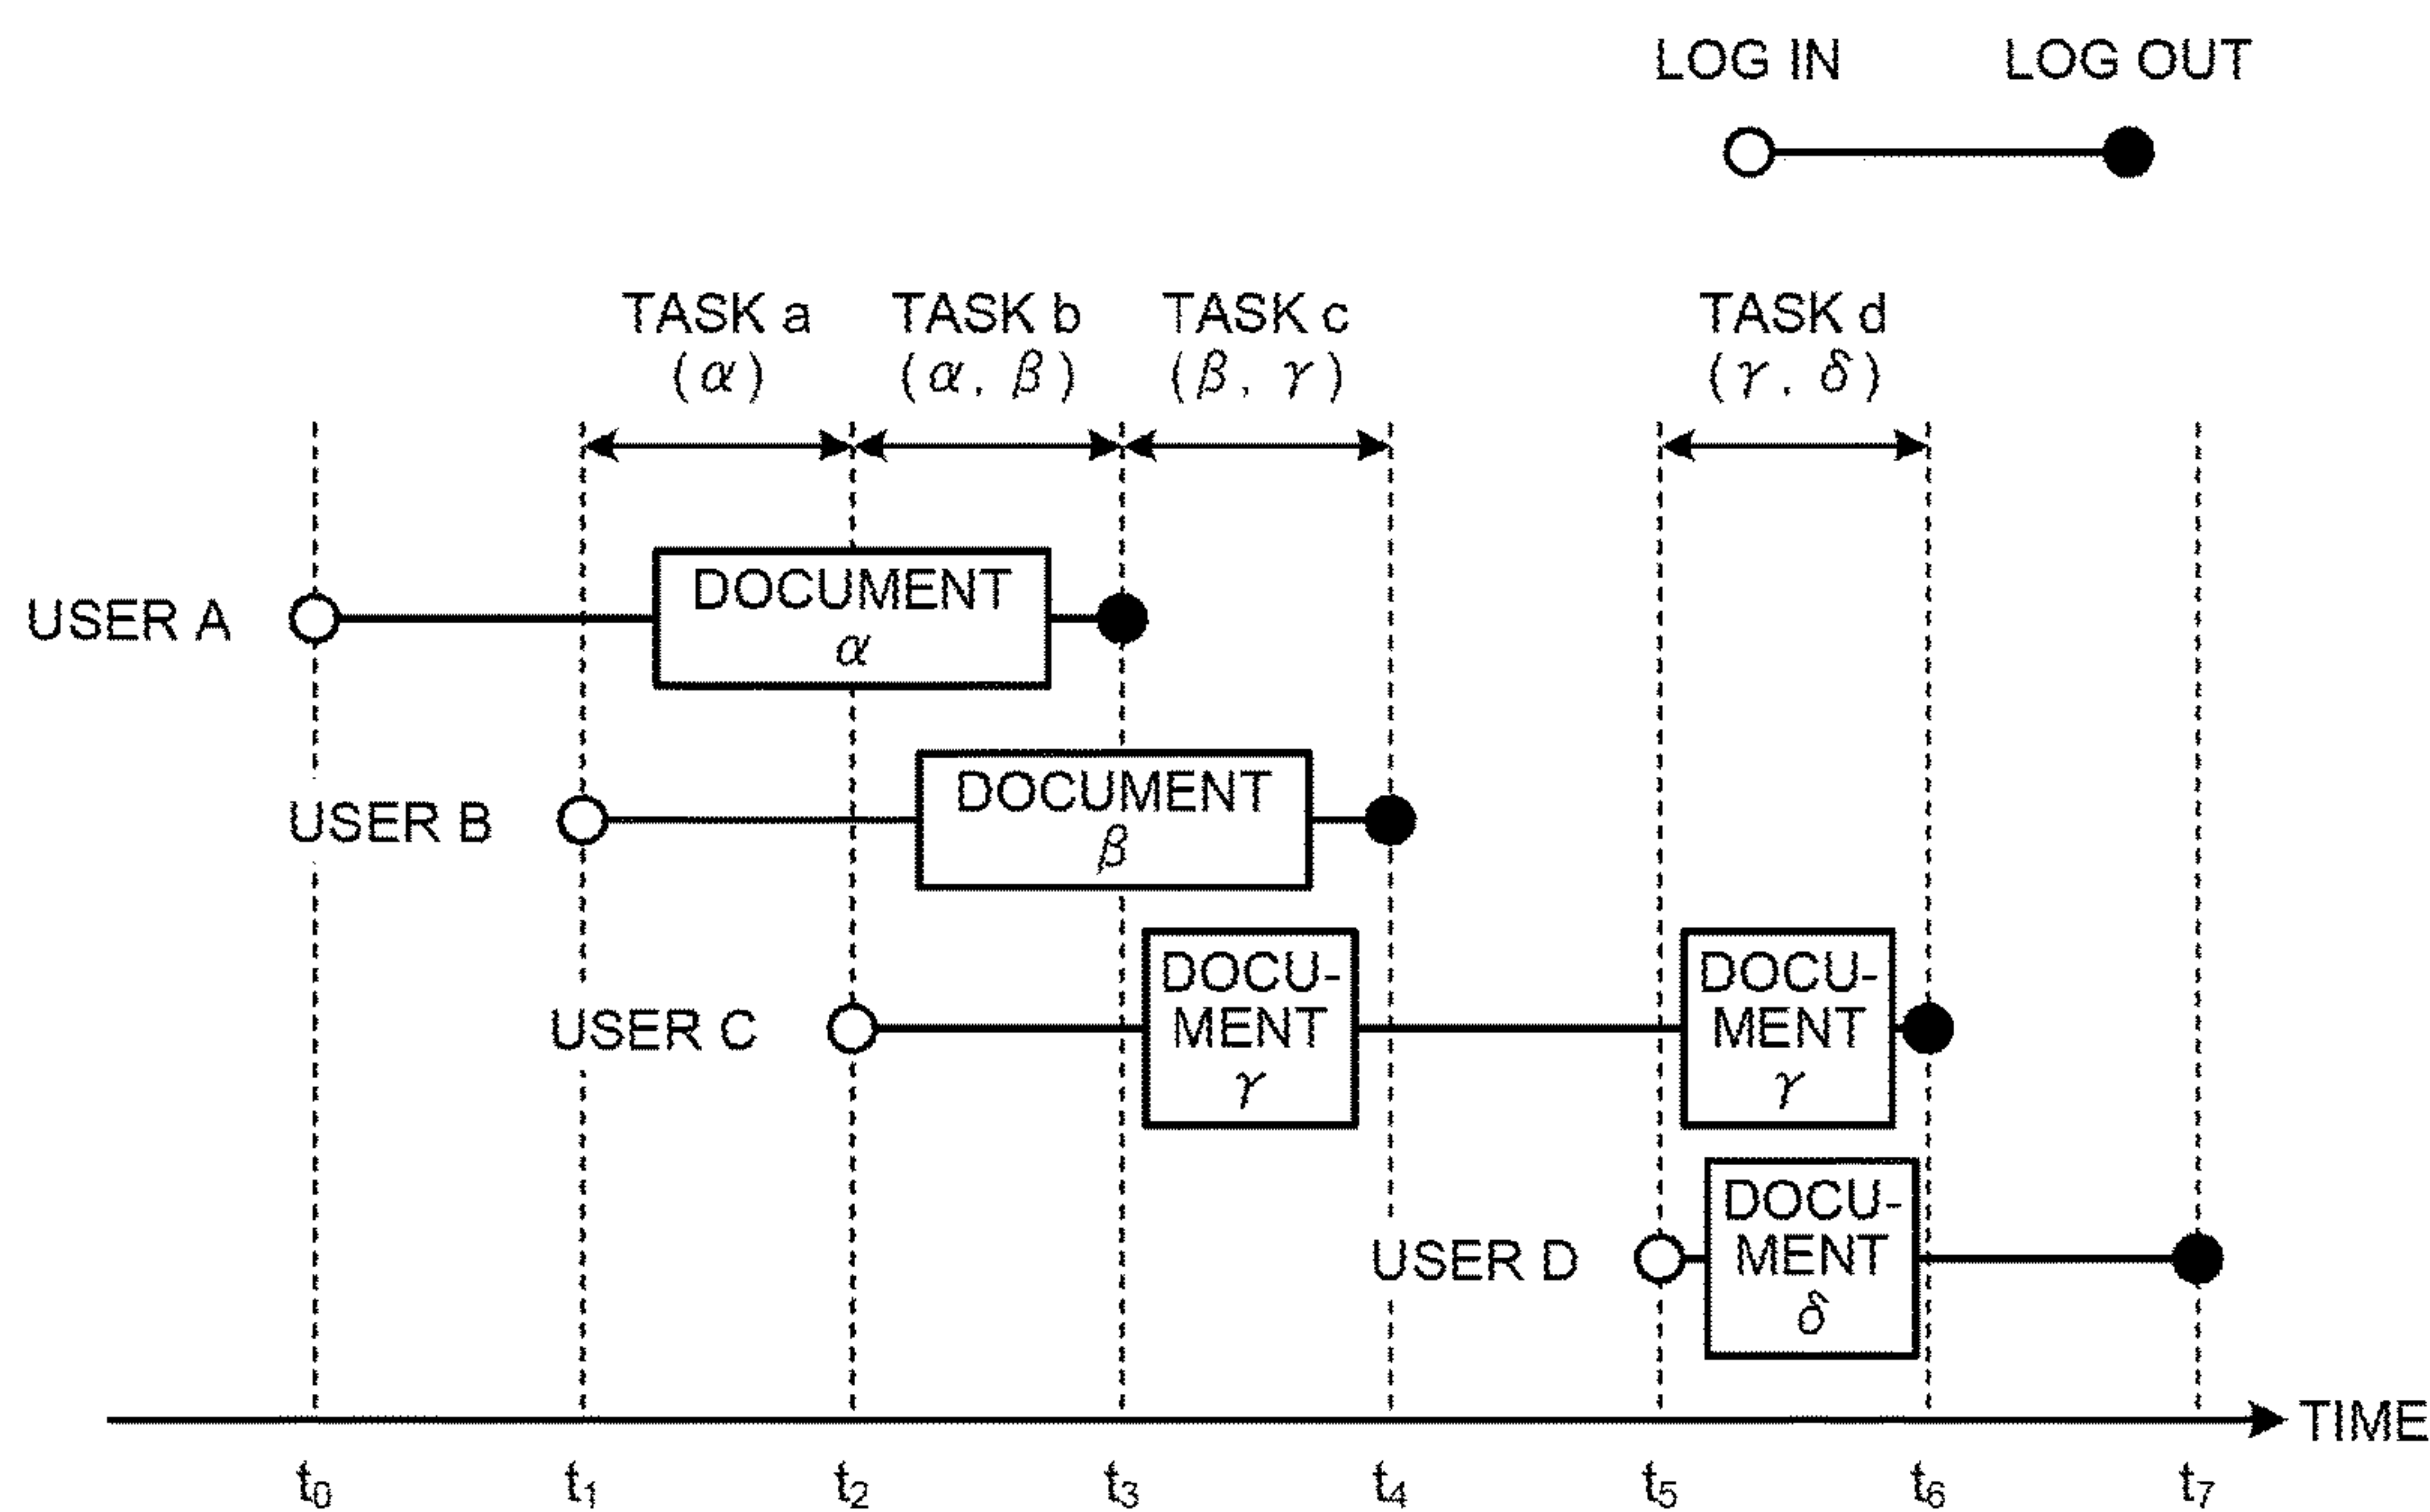 LOG IN LOG OUT
TASK a TASK b TASK c TASK d
(α) (α, β) (β, γ) (γ, δ)
USER A
DOCUMENT
α
USER B
DOCUMENT
β
USER C
DOCU-
MENT
γ
DOCU-
MENT
γ
USER D
DOCU-
MENT
δ
TIME
t₀ t₁ t₂ t₃ t₄ t₅ t₆ t₇